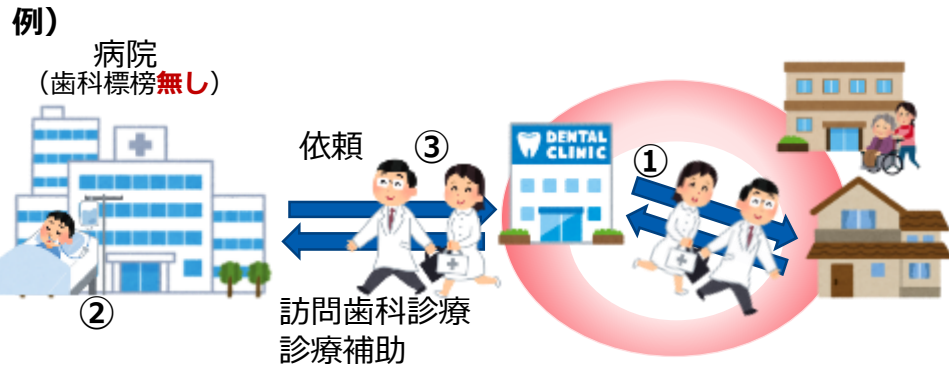 例）
病院
（歯科標榜無し）
依頼
③
DENTAL
CLINIC
①
②
訪問歯科診療
診療補助